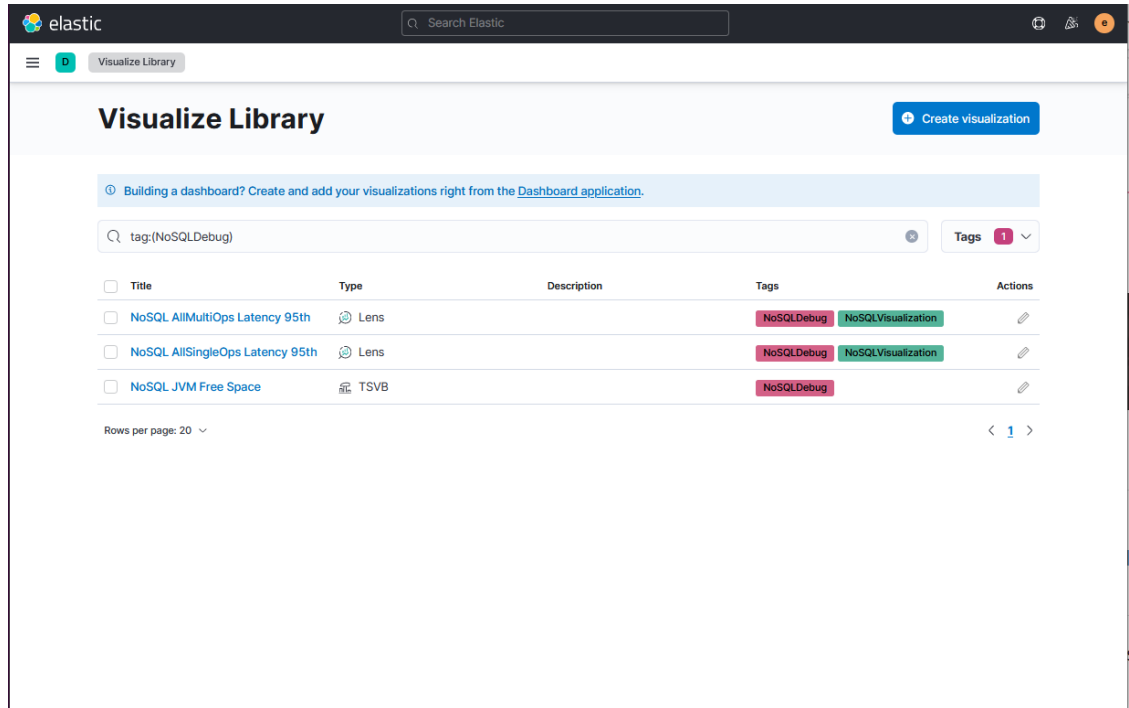 elastic
Search Elastic
e
D
Visualize Library
Visualize Library
Create visualization
Building a dashboard? Create and add your visualizations right from the Dashboard application.
tag:(NoSQLDebug)
Tags 1
Title Type Description Tags Actions
NoSQL AllMultiOps Latency 95th Lens NoSQLDebug NoSQLVisualization
NoSQL AllSingleOps Latency 95th Lens NoSQLDebug NoSQLVisualization
NoSQL JVM Free Space TSVB NoSQLDebug
Rows per page: 20 1